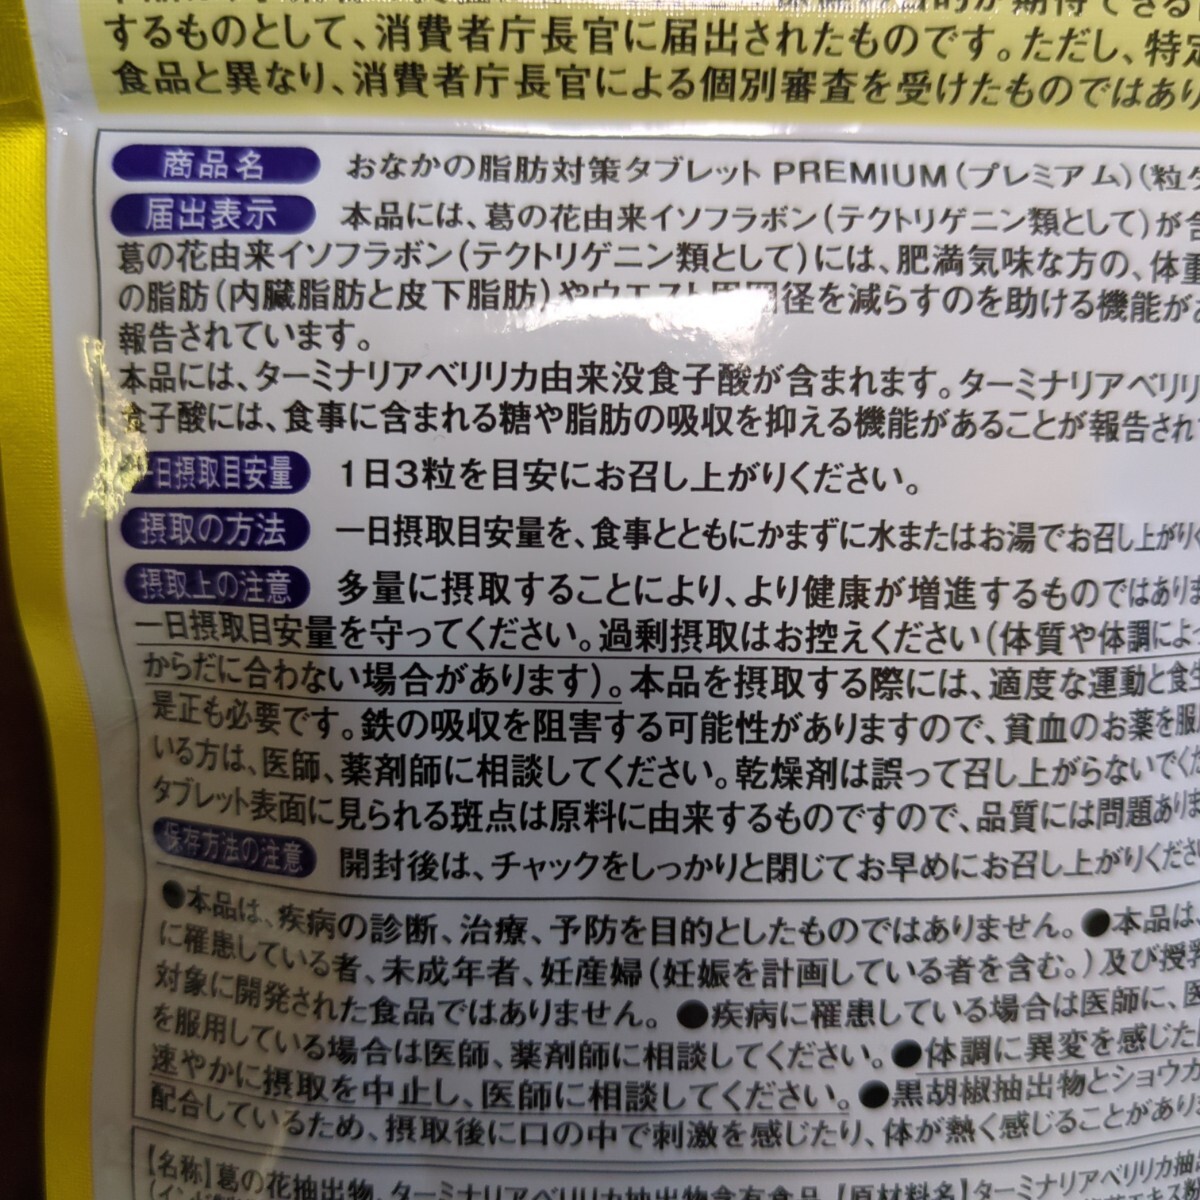 するものとして、消費者庁長官に届出されたものです。ただし、特定
食品と異なり、消費者庁長官による個別審査を受けたものではあり
商品名 おなかの脂肪対策タブレット PREMIUM(プレミアム)(粒タ
届出表示 本品には、葛の花由来イソフラボン(テクトリゲニン類として)が含
葛の花由来イソフラボン(テクトリゲニン類として)には、肥満気味な方の、体重
の脂肪(内臓脂肪と皮下脂肪)やウエスト周囲径を減らすのを助ける機能があ
報告されています。
本品には、ターミナリアベリリカ由来没食子酸が含まれます。ターミナリアベリリ
食子酸には、食事に含まれる糖や脂肪の吸収を抑える機能があることが報告され
一日摂取目安量 1日3粒を目安にお召し上がりください。
摂取の方法 一日摂取目安量を、食事とともにかまずに水またはお湯でお召し上がりく
摂取上の注意 多量に摂取することにより、より健康が増進するものではありま
一日摂取目安量を守ってください。過剰摂取はお控えください(体質や体調によ
からだに合わない場合があります)。本品を摂取する際には、適度な運動と食生
是正も必要です。鉄の吸収を阻害する可能性がありますので、貧血のお薬を服
いる方は、医師、薬剤師に相談してください。乾燥剤は誤って召し上がらないでくだ
タブレット表面に見られる斑点は原料に由来するものですので、品質には問題ありま
保存方法の注意 開封後は、チャックをしっかりと閉じてお早めにお召し上がりくださ
●本品は、疾病の診断、治療、予防を目的としたものではありません。●本品は、
に罹患している者、未成年者、妊産婦(妊娠を計画している者を含む。)及び授乳
対象に開発された食品ではありません。●疾病に罹患している場合は医師に、医
を服用している場合は医師、薬剤師に相談してください。●体調に異変を感じた
速やかに摂取を中止し、医師に相談してください。●黒胡椒抽出物とショウガ
配合しているため、摂取後に口の中で刺激を感じたり、体が熱く感じることがありま
【名称】葛の花抽出物、ターミナリアベリリカ抽出物含有食品【原材料名】ターミナリアベリリカ抽出